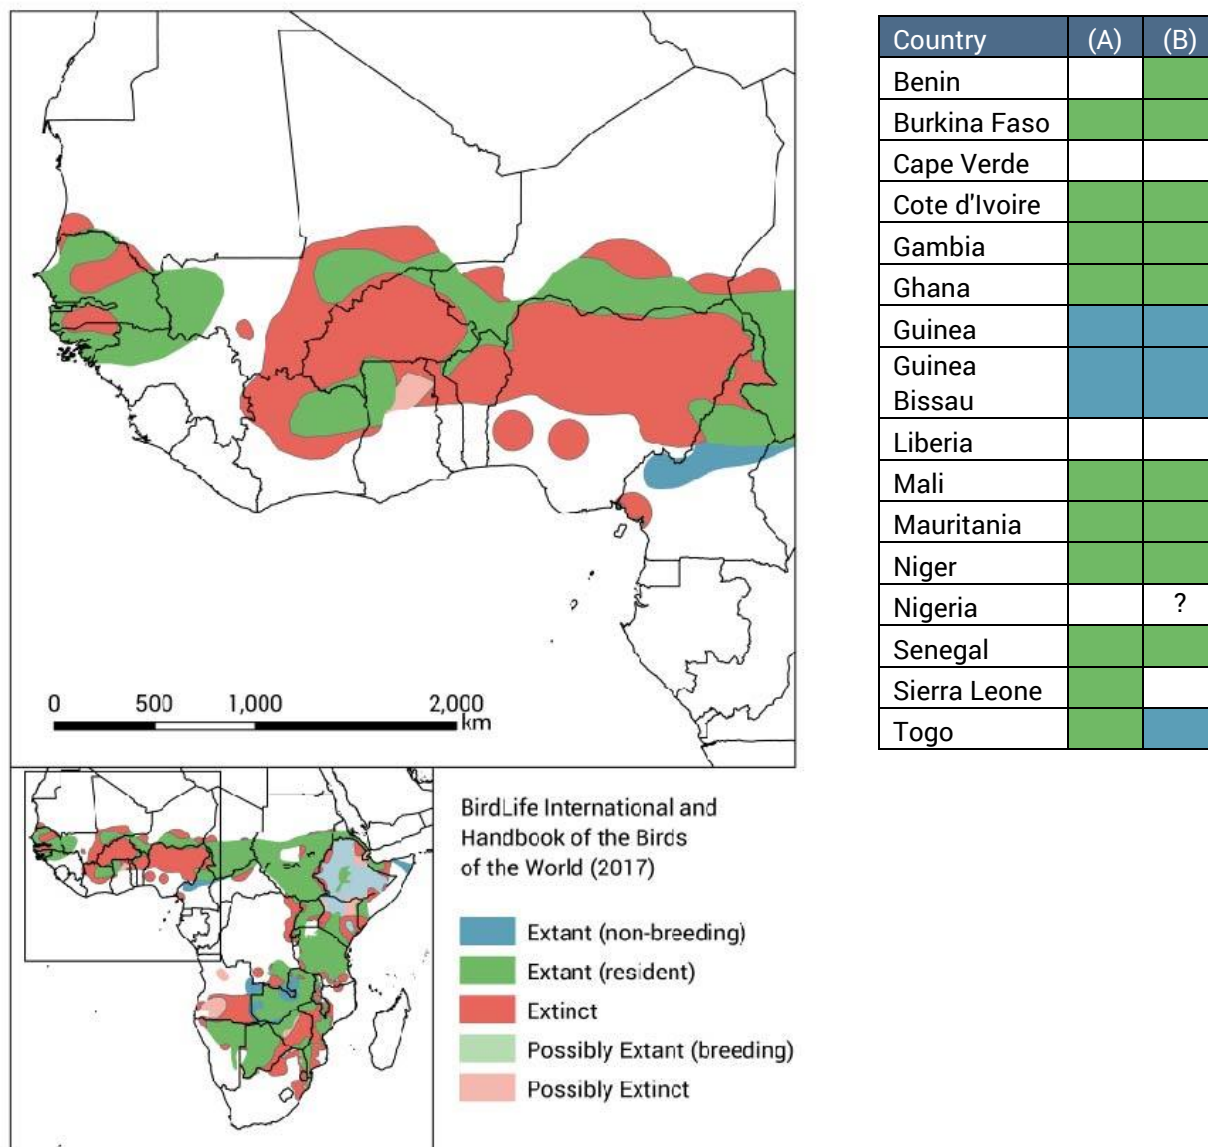 Country (A) (B)
Benin
Burkina Faso
Cape Verde
Cote d'Ivoire
Gambia
Ghana
Guinea
Guinea
Bissau
Liberia
Mali
Mauritania
Niger
Nigeria ?
Senegal
Sierra Leone
Togo
0 500 1,000 2,000
km
BirdLife International and
Handbook of the Birds
of the World (2017)
Extant (non-breeding)
Extant (resident)
Extinct
Possibly Extant (breeding)
Possibly Extinct